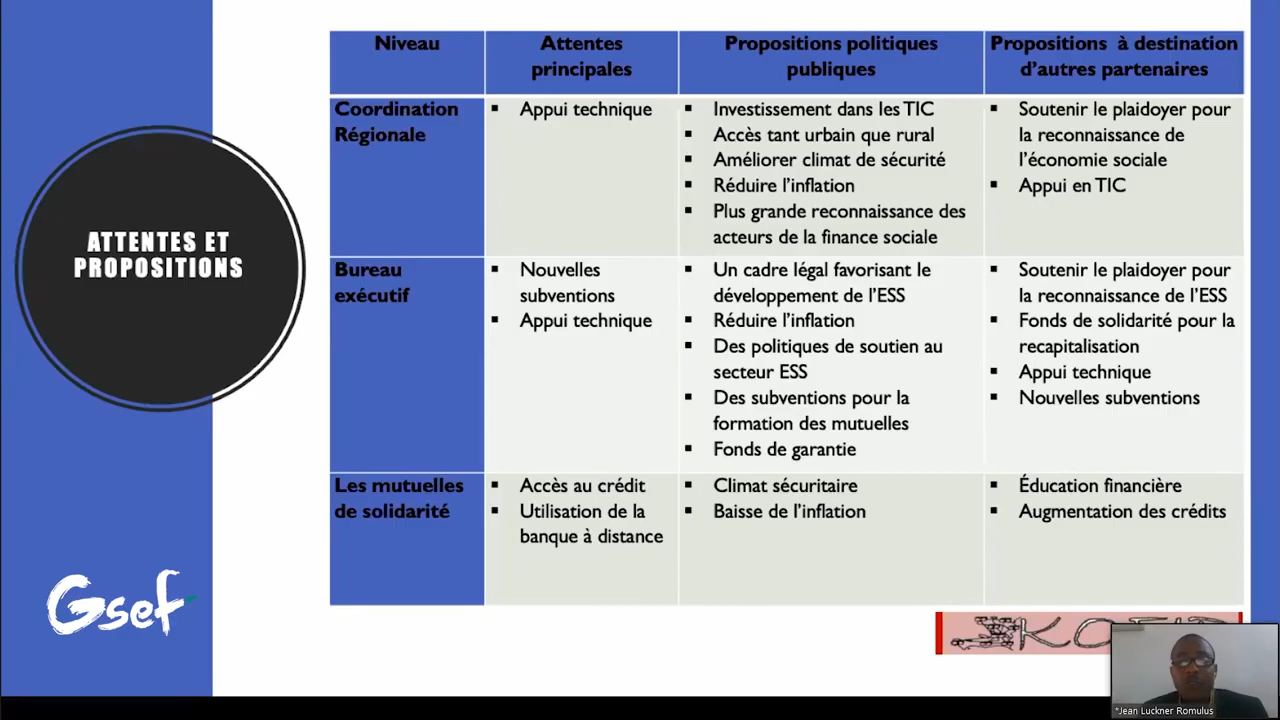 ATTENTES ET
PROPOSITIONS
Gsef
Niveau
Attentes
principales
Propositions politiques
publiques
Propositions à destination
d'autres partenaires
Coordination
Régionale
▪ Appui technique
▪ Investissement dans les TIC
▪ Accès tant urbain que rural
▪ Améliorer climat de sécurité
▪ Réduire l'inflation
▪ Plus grande reconnaissance des
acteurs de la finance sociale
▪ Soutenir le plaidoyer pour
la reconnaissance de
l'économie sociale
▪ Appui en TIC
Bureau
exécutif
▪ Nouvelles
subventions
▪ Appui technique
▪ Un cadre légal favorisant le
développement de l'ESS
▪ Réduire l'inflation
▪ Des politiques de soutien au
secteur ESS
▪ Des subventions pour la
formation des mutuelles
▪ Fonds de garantie
▪ Soutenir le plaidoyer pour
la reconnaissance de l'ESS
▪ Fonds de solidarité pour la
recapitalisation
▪ Appui technique
▪ Nouvelles subventions
Les mutuelles
de solidarité
▪ Accès au crédit
▪ Utilisation de la
banque à distance
▪ Climat sécuritaire
▪ Baisse de l'inflation
▪ Éducation financière
▪ Augmentation des crédits
*Jean Luckner Romulus